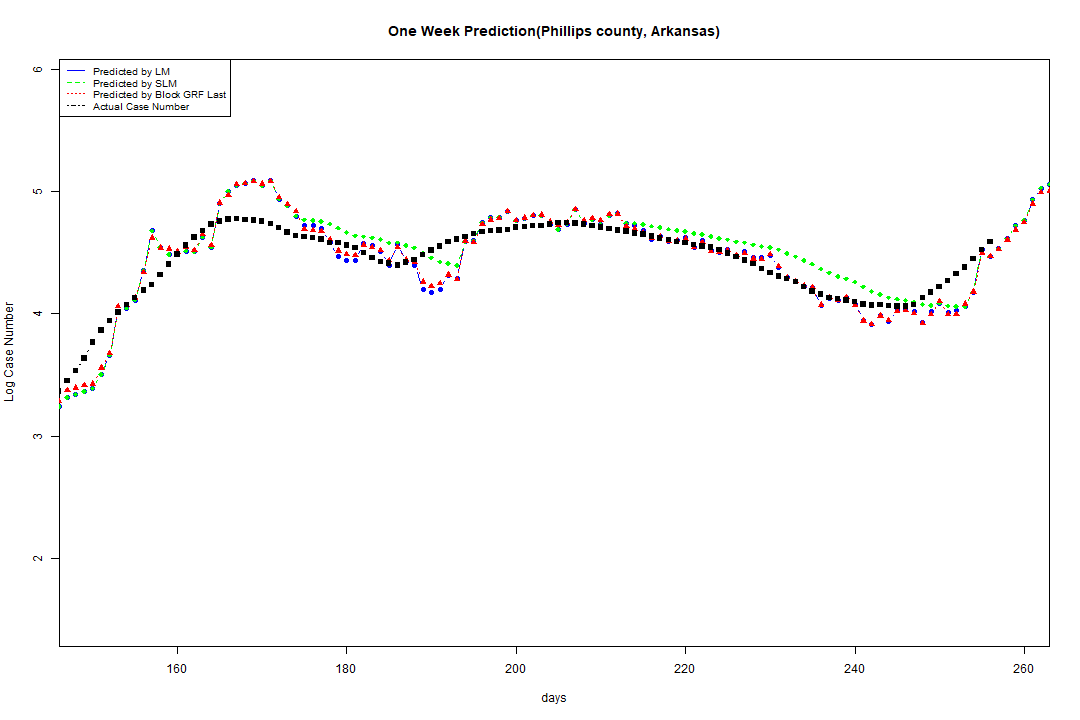 One Week Prediction(Phillips county, Arkansas)
Predicted by LM
Predicted by SLM
Predicted by Block GRF Last
Actual Case Number
6
5
4
3
2
Log Case Number
160
180
200
220
240
260
days